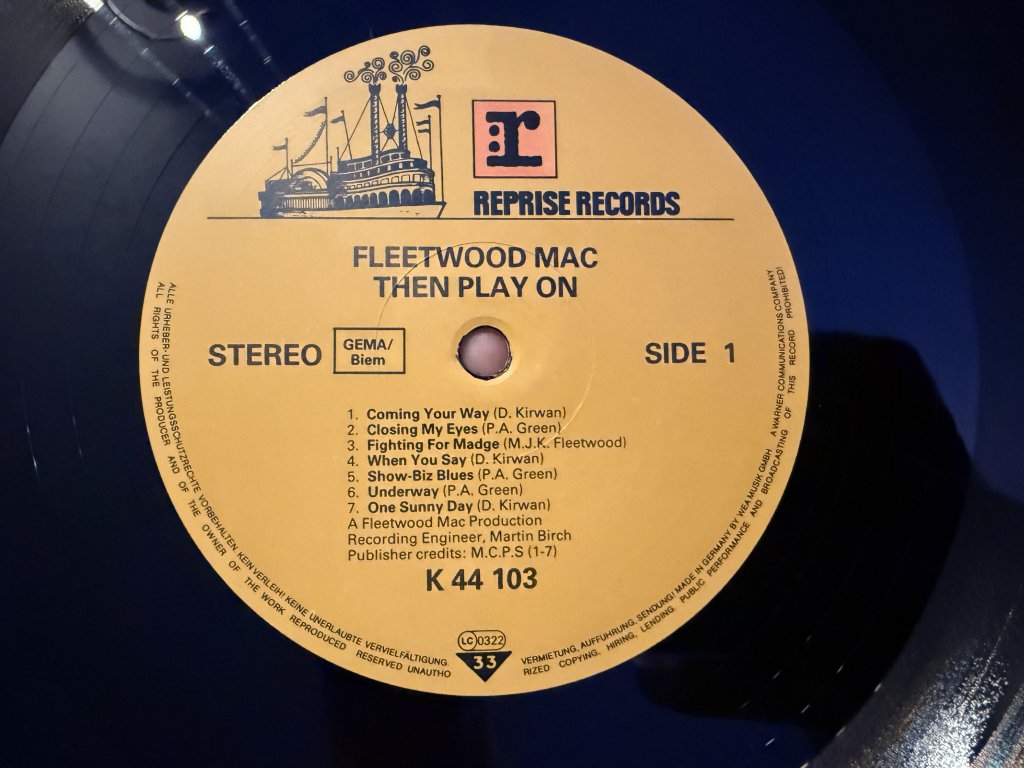 r
REPRISE RECORDS
FLEETWOOD MAC
THEN PLAY ON
STEREO
GEMA/
Biem
SIDE 1
1. Coming Your Way (D. Kirwan)
2. Closing My Eyes (P.A. Green)
3. Fighting For Madge (M.J.K. Fleetwood)
4. When You Say (D. Kirwan)
5. Show-Biz Blues (P.A. Green)
6. Underway (P.A. Green)
7. One Sunny Day (D. Kirwan)
A Fleetwood Mac Production
Recording Engineer, Martin Birch
Publisher credits: M.C.P.S (1-7)
K 44 103
LC 0322
33
ALLE URHEBER- UND LEISTUNGSSCHUTZRECHTE VORBEHALTEN KEIN VERLEIH! KEINE UNERLAUBTE VERVIELFÄLTIGUNG. VERMIETUNG, AUFFÜHRUNG, SENDUNG! MADE IN GERMANY BY WEA MUSIK GMBH A WARNER COMMUNICATIONS COMPANY
ALL RIGHTS OF THE PRODUCER AND OF THE OWNER OF THE WORK REPRODUCED RESERVED UNAUTHORIZED COPYING, HIRING, LENDING, PUBLIC PERFORMANCE AND BROADCASTING OF THIS RECORD PROHIBITED!